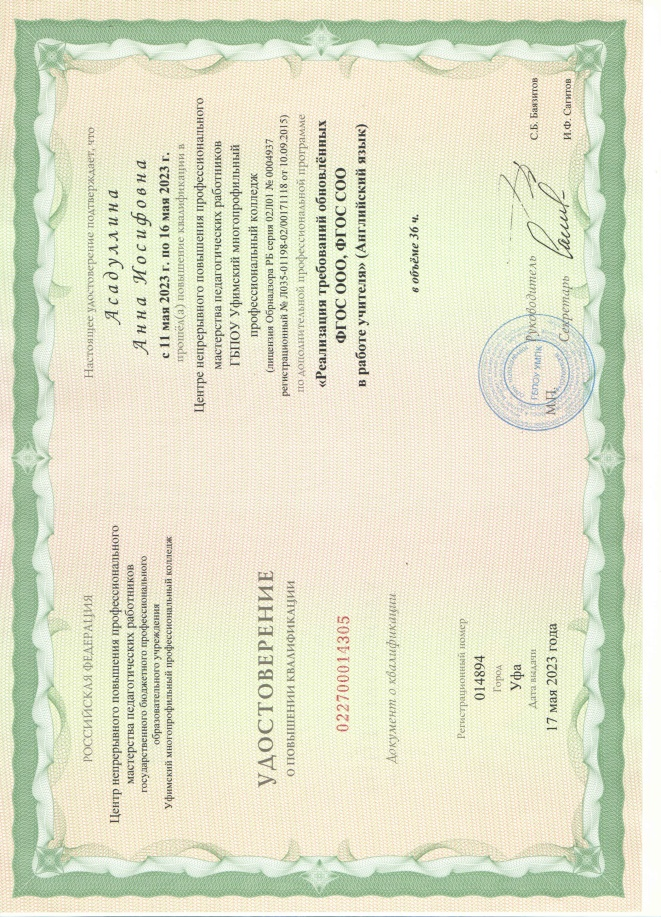 РОССИЙСКАЯ ФЕДЕРАЦИЯ
Центр непрерывного повышения профессионального
мастерства педагогических работников
государственного бюджетного профессионального
образовательного учреждения
Уфимский многопрофильный профессиональный колледж
УДОСТОВЕРЕНИЕ
О ПОВЫШЕНИИ КВАЛИФИКАЦИИ
022700014305
Документ о квалификации
Регистрационный номер
014894
Город
Уфа
Дата выдачи
17 мая 2023 года
Настоящее удостоверение подтверждает, что
Асадуллина
Анна Иосифовна
с 11 мая 2023 г. по 16 мая 2023 г.
прошёл(а) повышение квалификации в
Центре непрерывного повышения профессионального
мастерства педагогических работников
ГБПОУ Уфимский многопрофильный
профессиональный колледж
(лицензия Обрнадзора РБ серия 02Л01 № 0004937
регистрационный № Л035-01198-02/00171118 от 10.09.2015)
по дополнительной профессиональной программе
«Реализация требований обновлённых
ФГОС ООО, ФГОС СОО
в работе учителя» (Английский язык)
в объёме 36 ч.
Руководитель С.Б. Баязитов
Секретарь И.Ф. Сагитов
М.П.
ГБПОУ УМПК